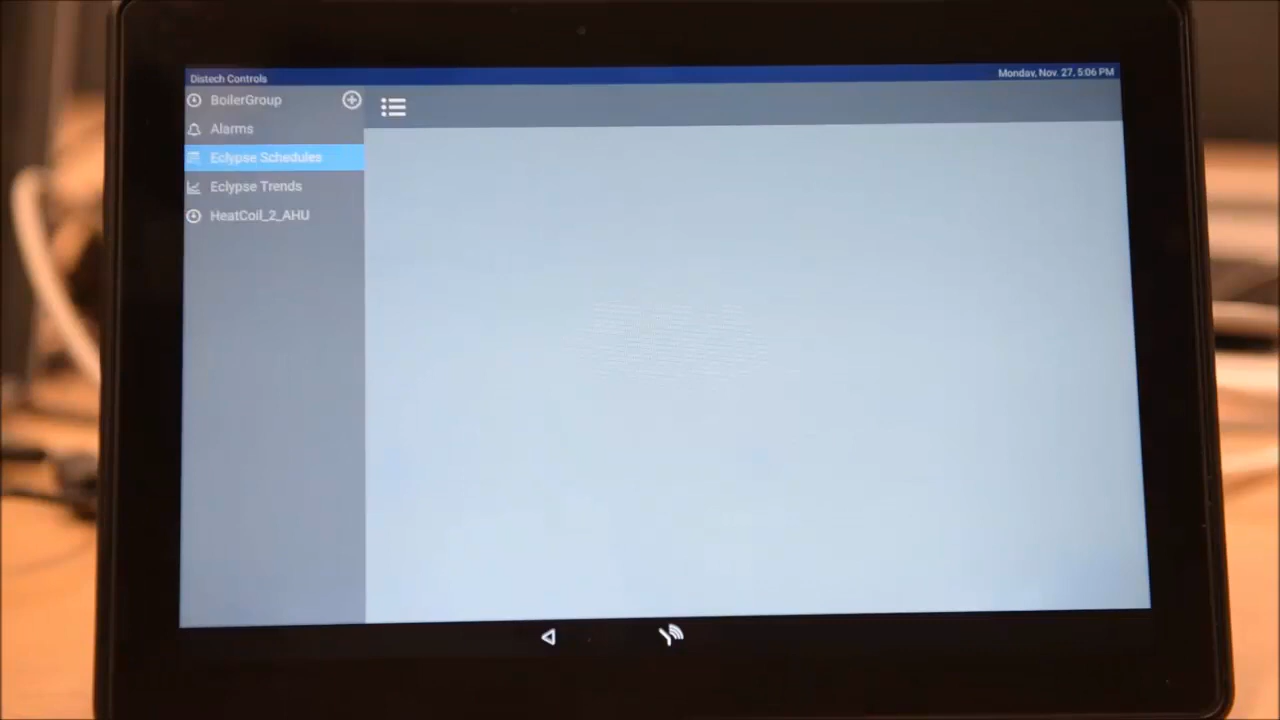 Distech Controls
Monday, Nov. 27, 5:06 PM
BoilerGroup
Alarms
Eclypse Schedules
Eclypse Trends
HeatCoil_2_AHU